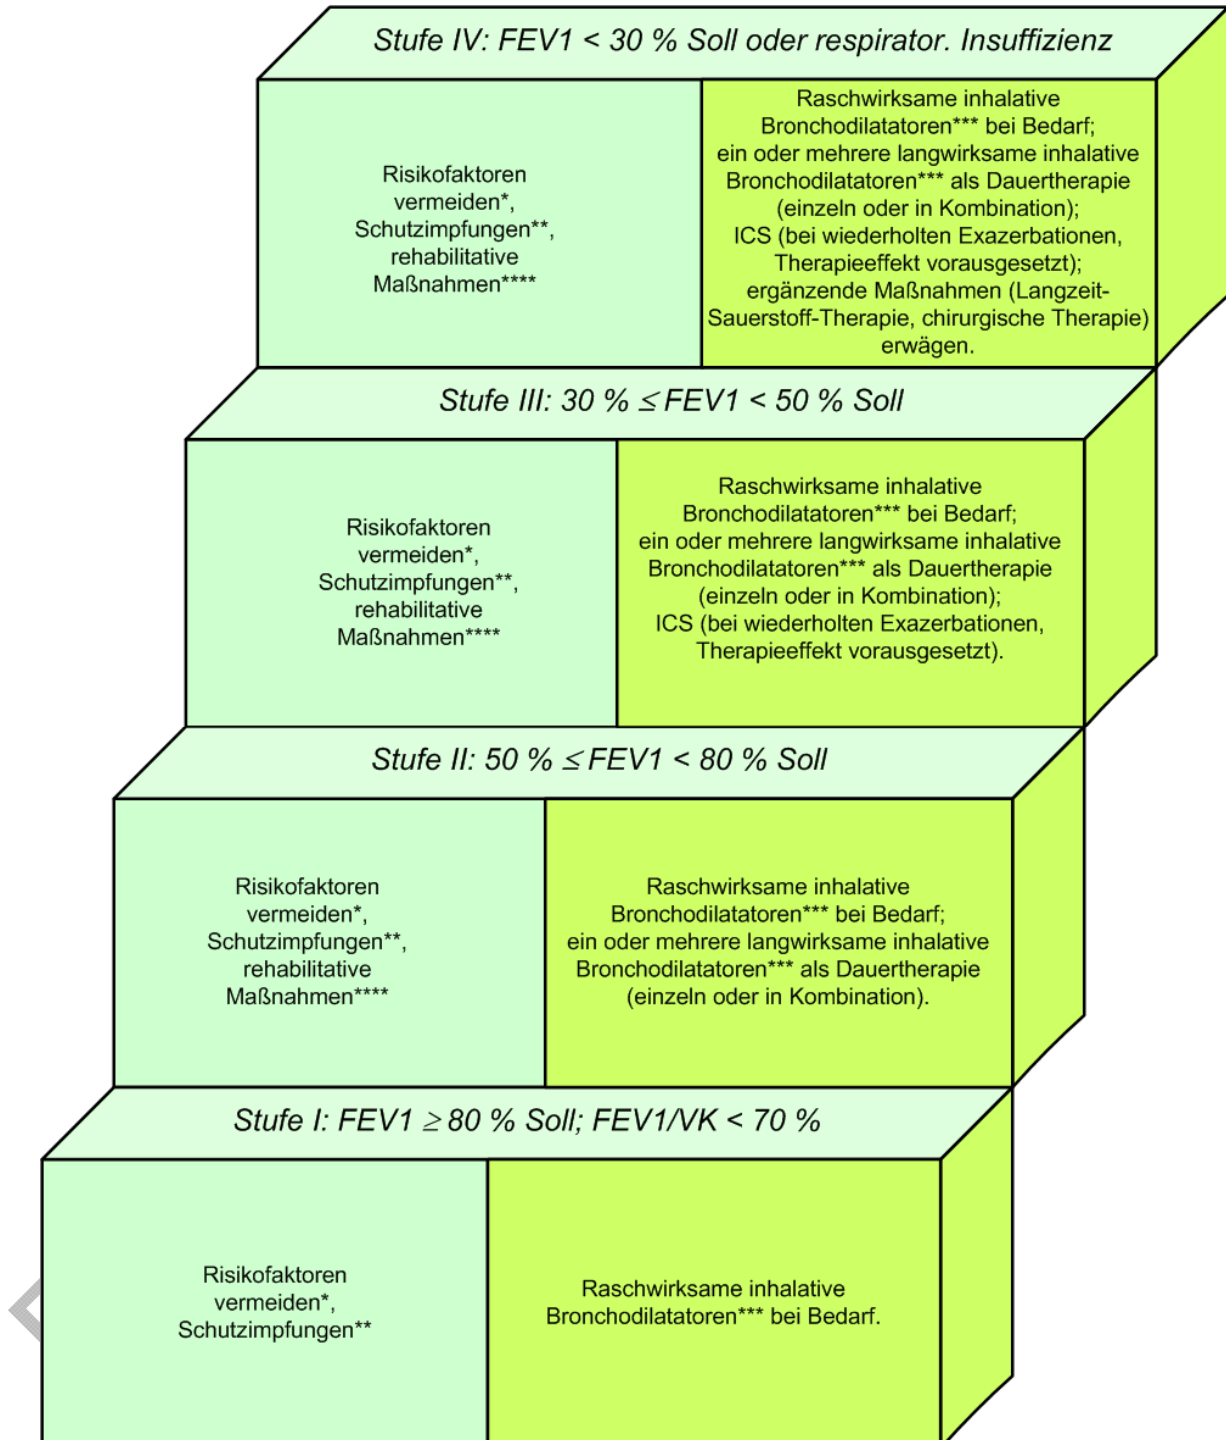 Stufe IV: FEV1 < 30 % Soll oder respirator. Insuffizienz
Risikofaktoren
vermeiden*,
Schutzimpfungen**,
rehabilitative
Maßnahmen****
Raschwirksame inhalative
Bronchodilatatoren*** bei Bedarf;
ein oder mehrere langwirksame inhalative
Bronchodilatatoren*** als Dauertherapie
(einzeln oder in Kombination);
ICS (bei wiederholten Exazerbationen,
Therapieeffekt vorausgesetzt);
ergänzende Maßnahmen (Langzeit-
Sauerstoff-Therapie, chirurgische Therapie)
erwägen.
Stufe III: 30 % ≤ FEV1 < 50 % Soll
Risikofaktoren
vermeiden*,
Schutzimpfungen**,
rehabilitative
Maßnahmen****
Raschwirksame inhalative
Bronchodilatatoren*** bei Bedarf;
ein oder mehrere langwirksame inhalative
Bronchodilatatoren*** als Dauertherapie
(einzeln oder in Kombination);
ICS (bei wiederholten Exazerbationen,
Therapieeffekt vorausgesetzt).
Stufe II: 50 % ≤ FEV1 < 80 % Soll
Risikofaktoren
vermeiden*,
Schutzimpfungen**,
rehabilitative
Maßnahmen****
Raschwirksame inhalative
Bronchodilatatoren*** bei Bedarf;
ein oder mehrere langwirksame inhalative
Bronchodilatatoren*** als Dauertherapie
(einzeln oder in Kombination).
Stufe I: FEV1 ≥ 80 % Soll; FEV1/VK < 70 %
Risikofaktoren
vermeiden*,
Schutzimpfungen**
Raschwirksame inhalative
Bronchodilatatoren*** bei Bedarf.